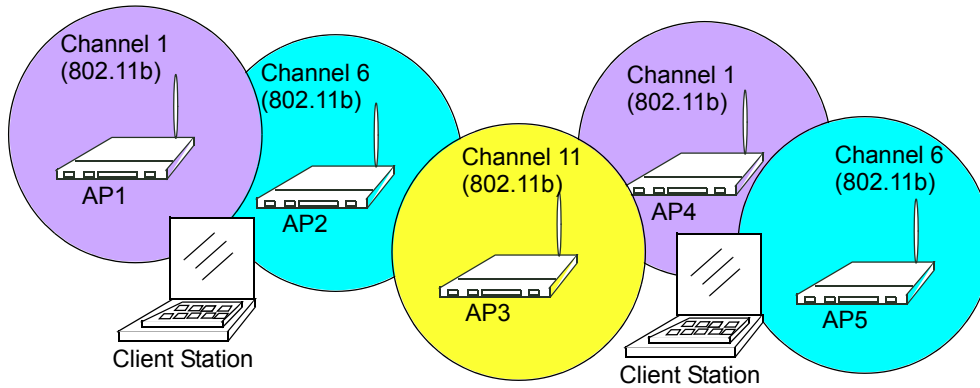 Channel 1
(802.11b)
AP1
Channel 6
(802.11b)
AP2
Channel 11
(802.11b)
AP3
Channel 1
(802.11b)
AP4
Channel 6
(802.11b)
AP5
Client Station
Client Station